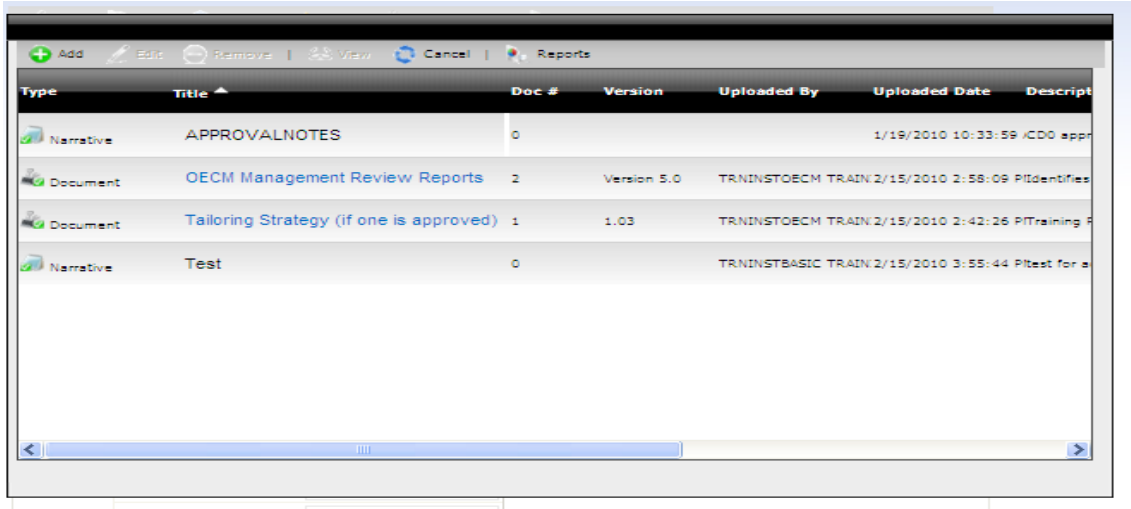 Add Edit Remove | View Cancel | Reports
Type Title Doc # Version Uploaded By Uploaded Date Descript
Narrative APPROVALNOTES 0 1/19/2010 10:33:59 CD0 appr
Document OECM Management Review Reports 2 Version 5.0 TRNINSTOECM TRAIN 2/15/2010 2:58:09 P Identifies
Document Tailoring Strategy (if one is approved) 1 1.03 TRNINSTOECM TRAIN 2/15/2010 2:42:26 P Training
Narrative Test 0 TRNINSTBASIC TRAIN 2/15/2010 3:55:44 P test for a